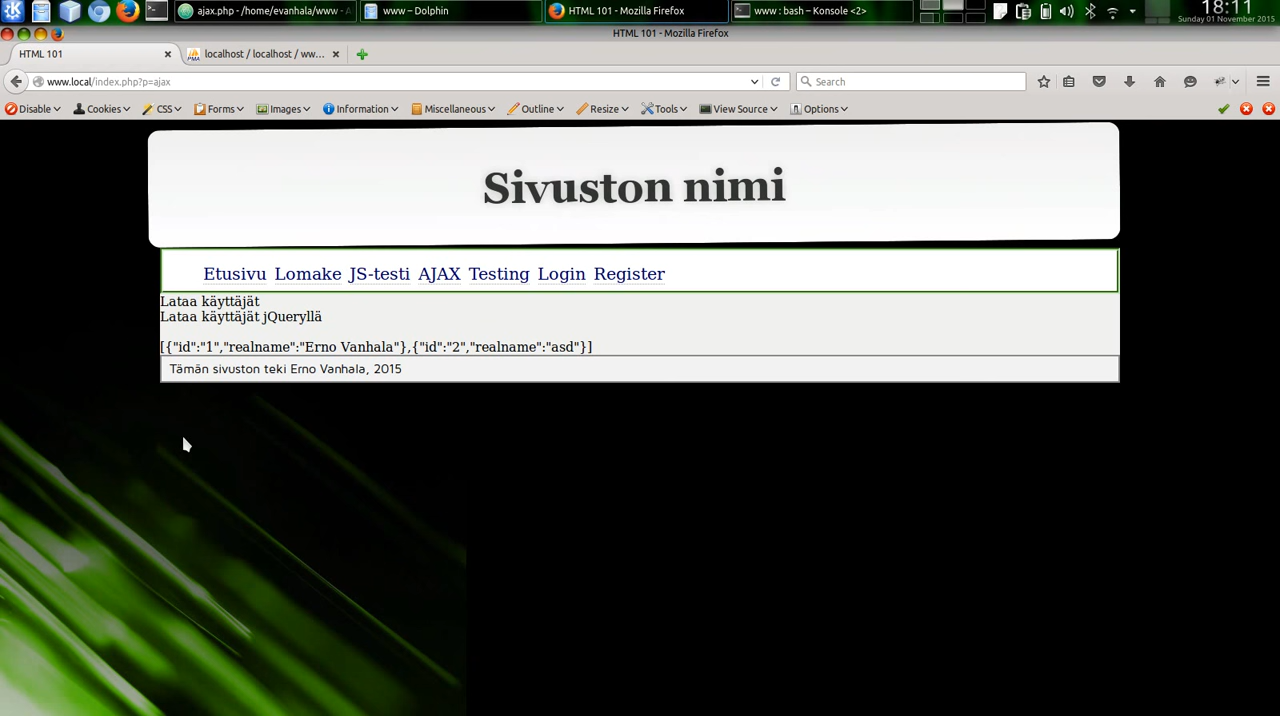 ajax.php - /home/evanhala/www - A
www – Dolphin
HTML 101 - Mozilla Firefox
www : bash – Konsole <2>
18:11
Sunday 01 November 2015
HTML 101 - Mozilla Firefox
HTML 101
localhost / localhost / ww...
www.local/index.php?p=ajax
Search
Disable Cookies CSS Forms Images Information Miscellaneous Outline Resize Tools View Source Options
Sivuston nimi
Etusivu Lomake JS-testi AJAX Testing Login Register
Lataa käyttäjät
Lataa käyttäjät jQueryllä
[{"id":"1","realname":"Erno Vanhala"},{"id":"2","realname":"asd"}]
Tämän sivuston teki Erno Vanhala, 2015